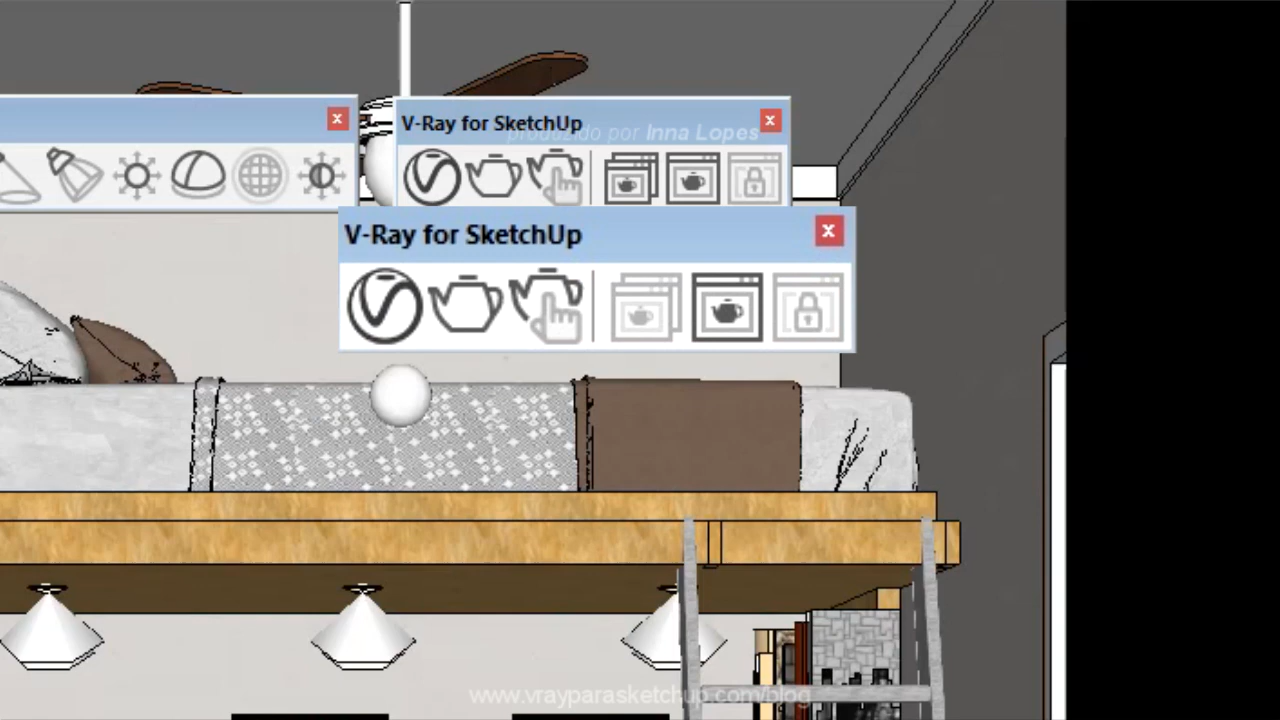 V-Ray for SketchUp
produzido por Inna Lopes
V-Ray for SketchUp
www.vrayparasketchup.com/blog